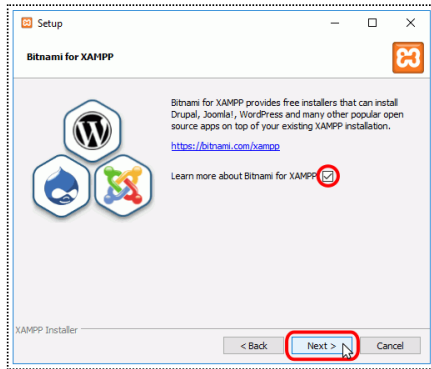 Setup
Bitnami for XAMPP
Bitnami for XAMPP provides free installers that can install
Drupal, Joomla!, WordPress and many other popular open
source apps on top of your existing XAMPP installation.
https://bitnami.com/xampp
Learn more about Bitnami for XAMPP
XAMPP Installer
< Back
Next >
Cancel